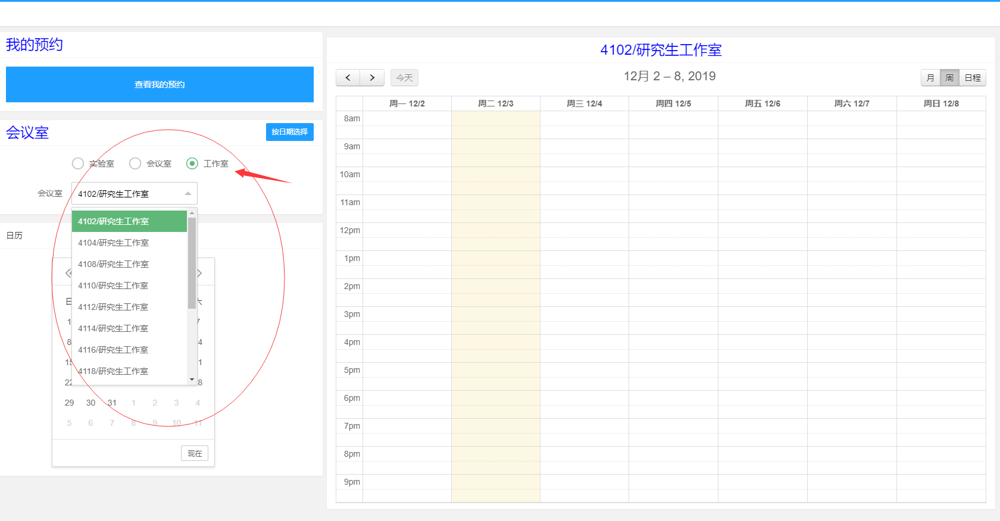 我的预约
查看我的预约
会议室
按日期选择
实验室 会议室 工作室
会议室 4102/研究生工作室
4102/研究生工作室
4104/研究生工作室
4108/研究生工作室
4110/研究生工作室
4112/研究生工作室
4114/研究生工作室
4116/研究生工作室
4118/研究生工作室
日历
日 六
1 7
8 4
15 1
22 8
29 30 31 1 2 3 4
5 6 7 8 9 10 11
现在
4102/研究生工作室
今天
12月 2 – 8, 2019
月 周 日程
周一 12/2 周二 12/3 周三 12/4 周四 12/5 周五 12/6 周六 12/7 周日 12/8
8am
9am
10am
11am
12pm
1pm
2pm
3pm
4pm
5pm
6pm
7pm
8pm
9pm